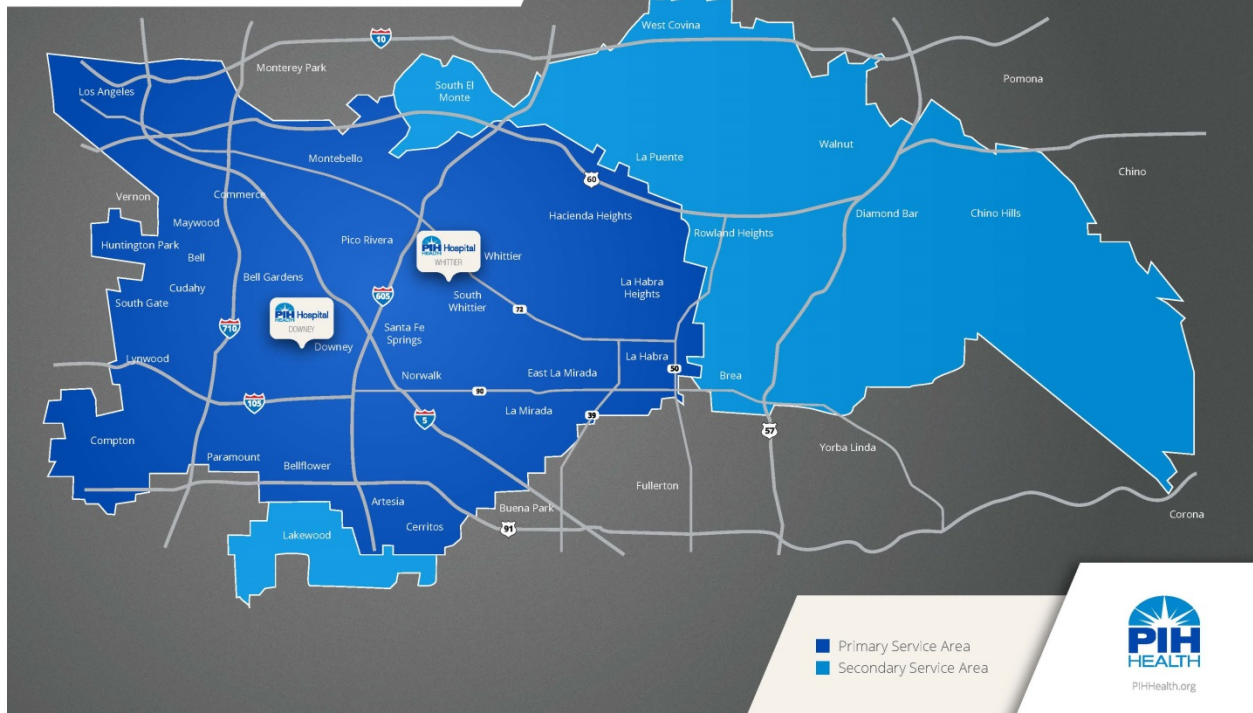 West Covina
10
Monterey Park
Pomona
Los Angeles
South El
Monte
Montebello
La Puente
Walnut
60
Chino
Vernon
Commerce
Maywood
Hacienda Heights
Diamond Bar
Chino Hills
Huntington Park
Pico Rivera
PIH Hospital
HEALTH
WHITTIER
Whittier
Rowland Heights
Bell
Bell Gardens
La Habra
Heights
Cudahy
South Gate
605
South
Whittier
72
PIH Hospital
HEALTH
DOWNEY
710
Santa Fe
Springs
Downey
Lynwood
La Habra
50
Norwalk
East La Mirada
Brea
90
105
5
La Mirada
39
57
Compton
Yorba Linda
Paramount
Bellflower
Fullerton
Artesia
Buena Park
Corona
Cerritos
91
Lakewood
Primary Service Area
Secondary Service Area
PIH
HEALTH
PIHHealth.org